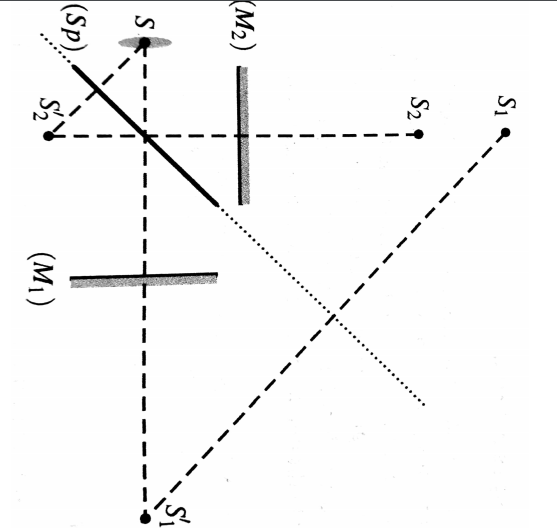 S
(Sp)
(M₂)
S′₂
S₂
S₁
(M₁)
S′₁